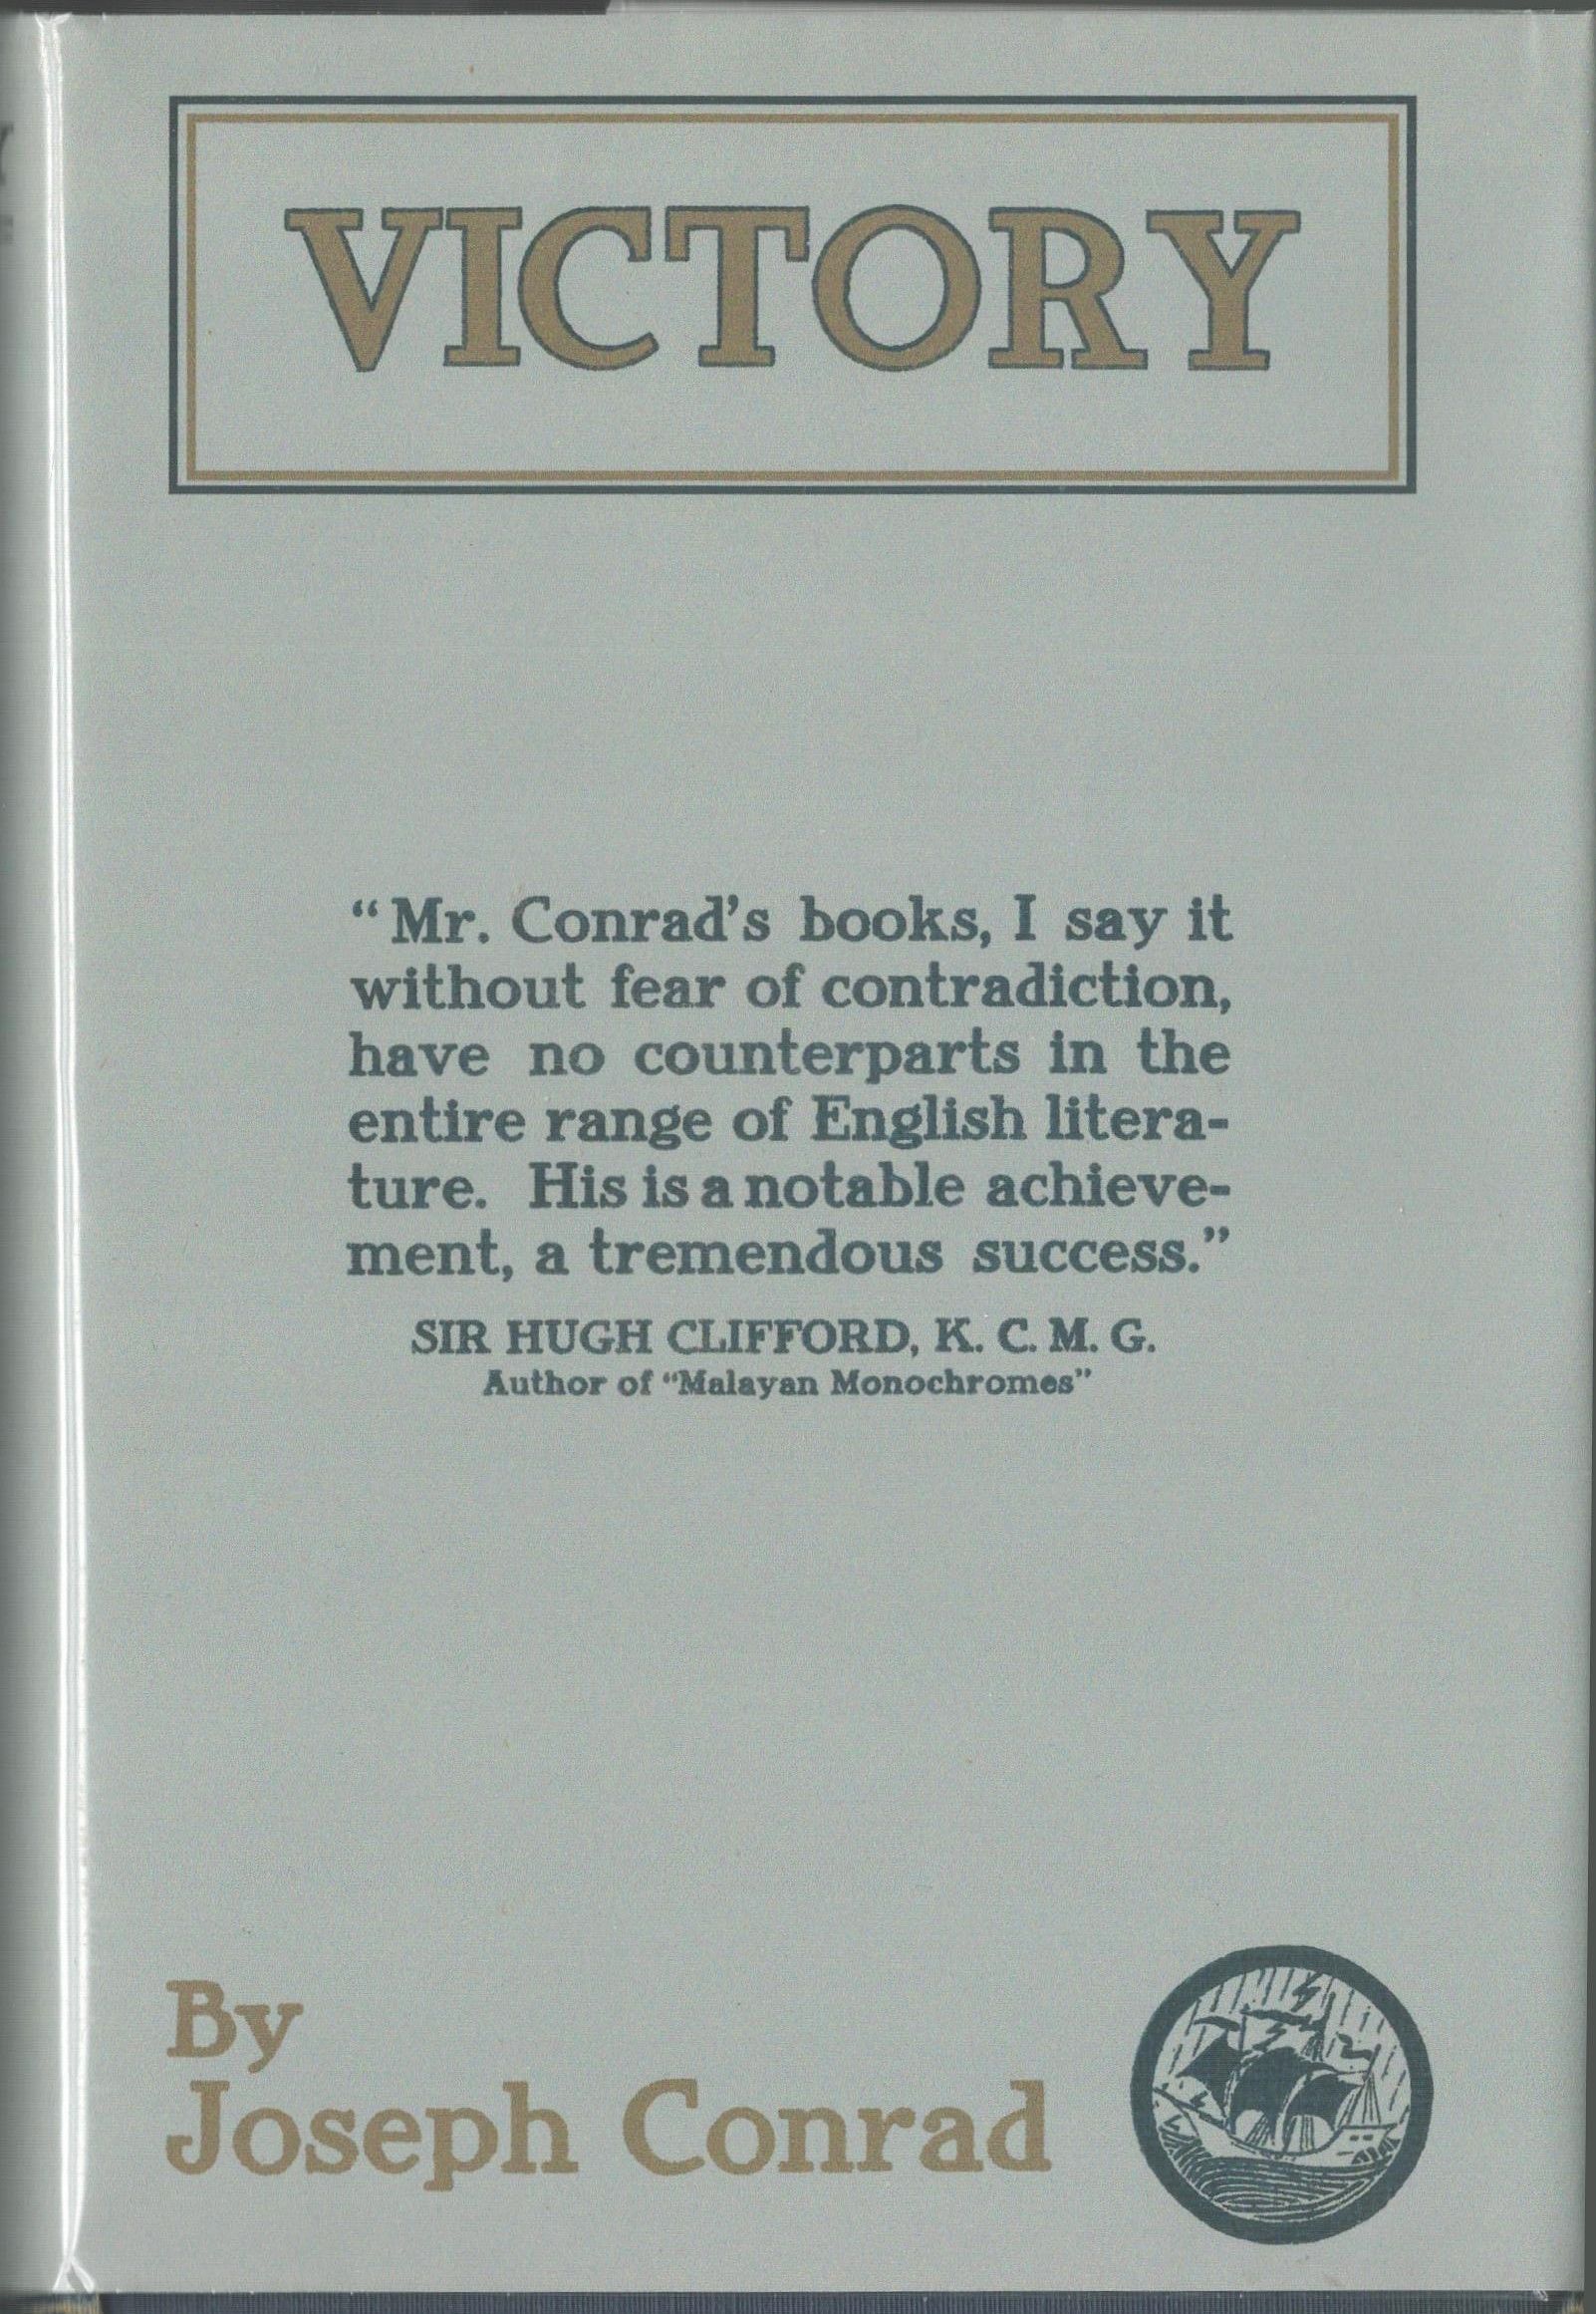 VICTORY
“Mr. Conrad’s books, I say it
without fear of contradiction,
have no counterparts in the
entire range of English litera-
ture. His is a notable achieve-
ment, a tremendous success.”
SIR HUGH CLIFFORD, K. C. M. G.
Author of “Malayan Monochromes”
By
Joseph Conrad